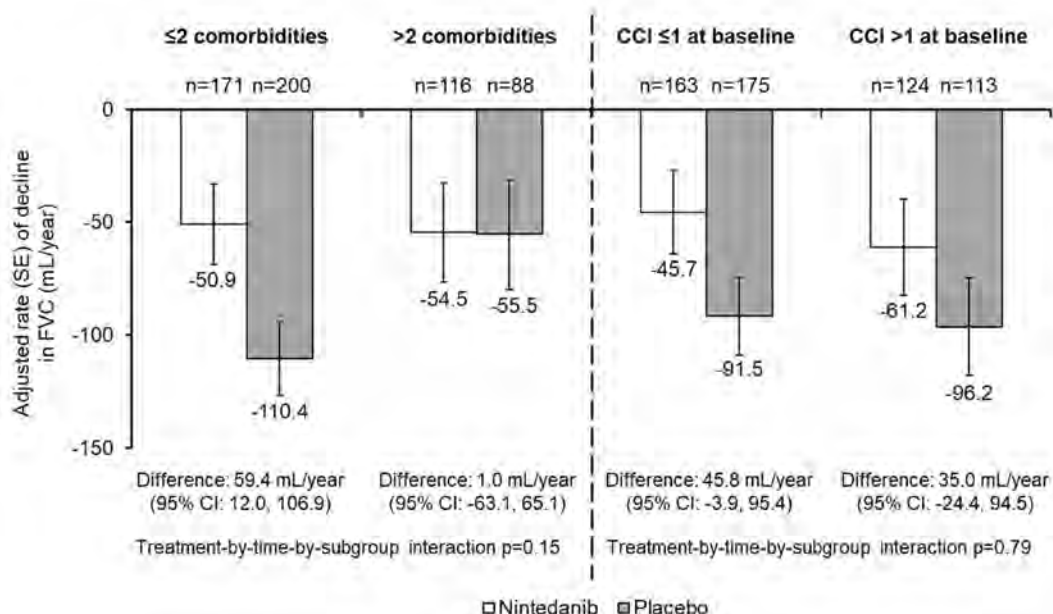 ≤2 comorbidities >2 comorbidities CCI ≤1 at baseline CCI >1 at baseline
n=171 n=200 n=116 n=88 n=163 n=175 n=124 n=113
0
-50
-100
-150
Adjusted rate (SE) of decline
in FVC (mL/year)
-50.9
-110.4
-54.5
-55.5
-45.7
-91.5
-61.2
-96.2
Difference: 59.4 mL/year
(95% CI: 12.0, 106.9)
Difference: 1.0 mL/year
(95% CI: -63.1, 65.1)
Difference: 45.8 mL/year
(95% CI: -3.9, 95.4)
Difference: 35.0 mL/year
(95% CI: -24.4, 94.5)
Treatment-by-time-by-subgroup interaction p=0.15
Treatment-by-time-by-subgroup interaction p=0.79
Nintedanib Placebo